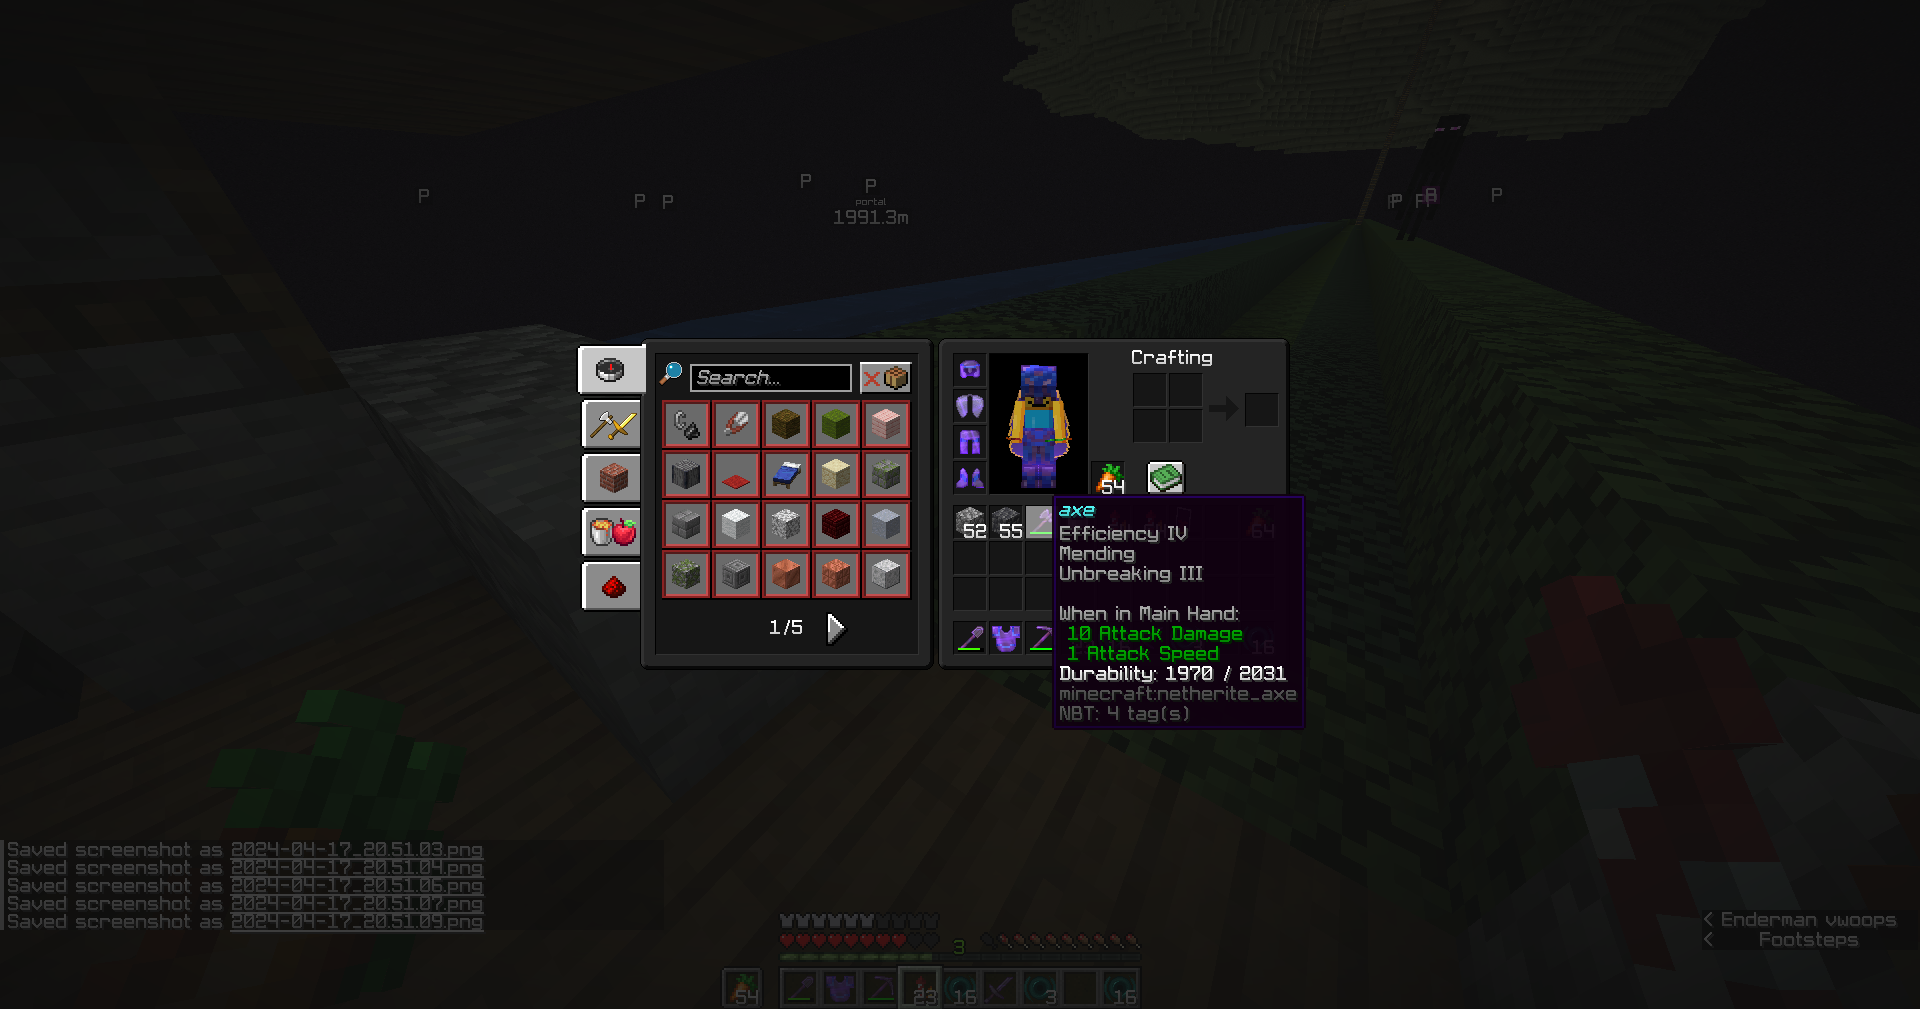 P
P
P
P
P
portal
1991.3m
P
P
P
B
P
Search...
1/5
Crafting
54
52
55
64
axe
Efficiency IV
Mending
Unbreaking III
When in Main Hand:
10 Attack Damage
1 Attack Speed
Durability: 1970 / 2031
minecraft:netherite_axe
NBT: 4 tag(s)
16
Saved screenshot as 2024-04-17_20.51.03.png
Saved screenshot as 2024-04-17_20.51.04.png
Saved screenshot as 2024-04-17_20.51.06.png
Saved screenshot as 2024-04-17_20.51.07.png
Saved screenshot as 2024-04-17_20.51.09.png
< Enderman vwoops
< Footsteps
3
54
23
16
3
16